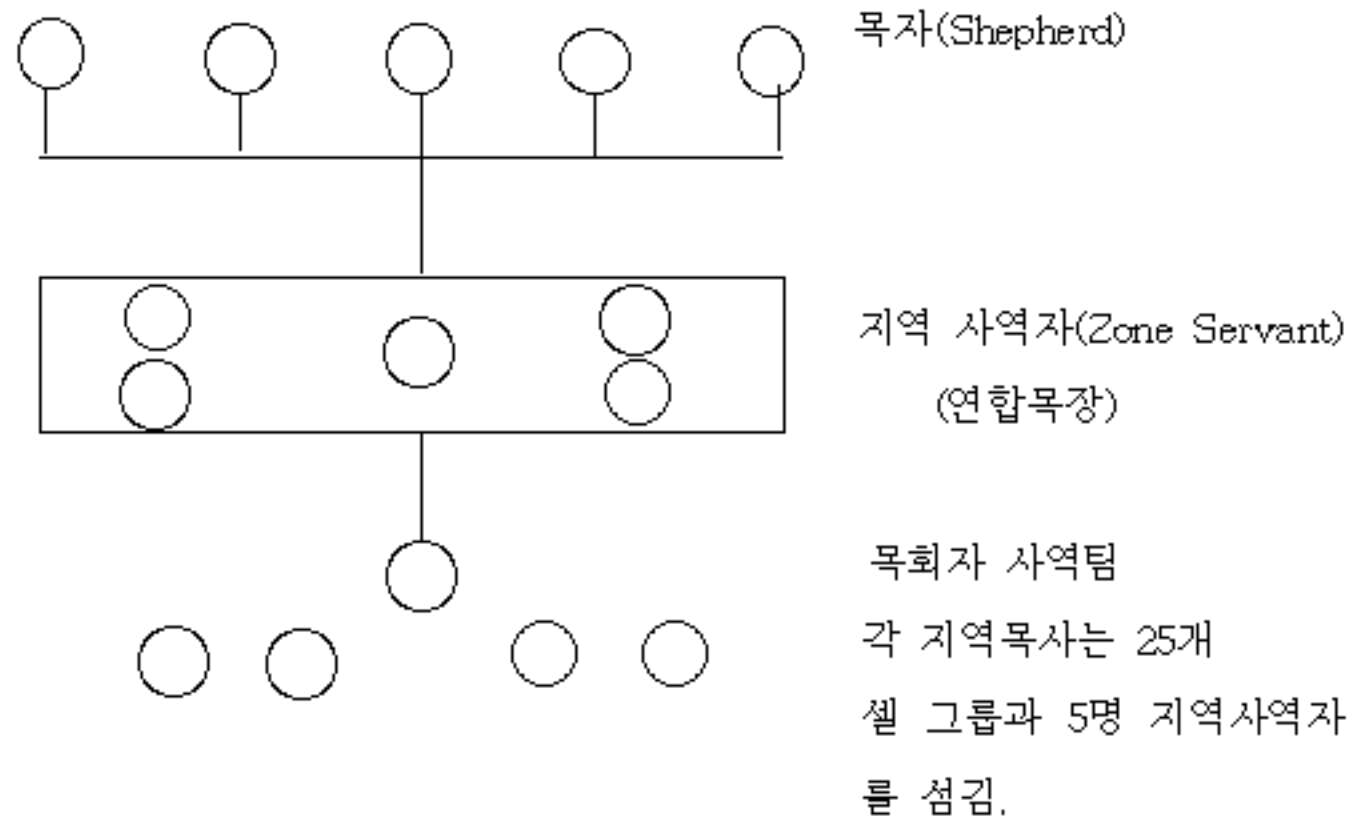 목자(Shepherd)
지역 사역자(Zone Servant)
(연합목장)
목회자 사역팀
각 지역목사는 25개
셀 그룹과 5명 지역사역자
를 섬김.